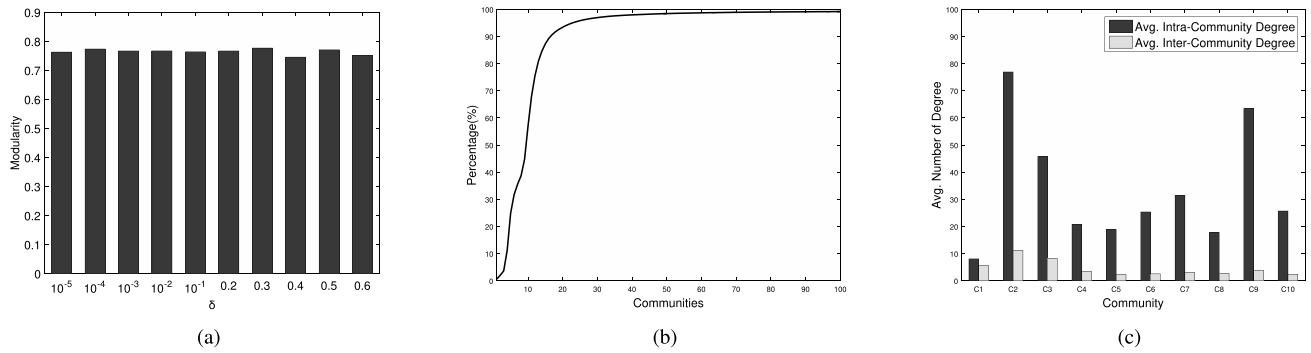 0.9
0.8
0.7
0.6
0.5
0.4
0.3
0.2
0.1
0
Modularity
10-5 10-4 10-3 10-2 10-1 0.2 0.3 0.4 0.5 0.6
δ
(a)
100
90
80
70
60
50
40
30
20
10
0
Percentage(%)
10 20 30 40 50 60 70 80 90 100
Communities
(b)
100
90
80
70
60
50
40
30
20
10
0
Avg. Number of Degree
Avg. Intra-Community Degree
Avg. Inter-Community Degree
C1 C2 C3 C4 C5 C6 C7 C8 C9 C10
Community
(c)